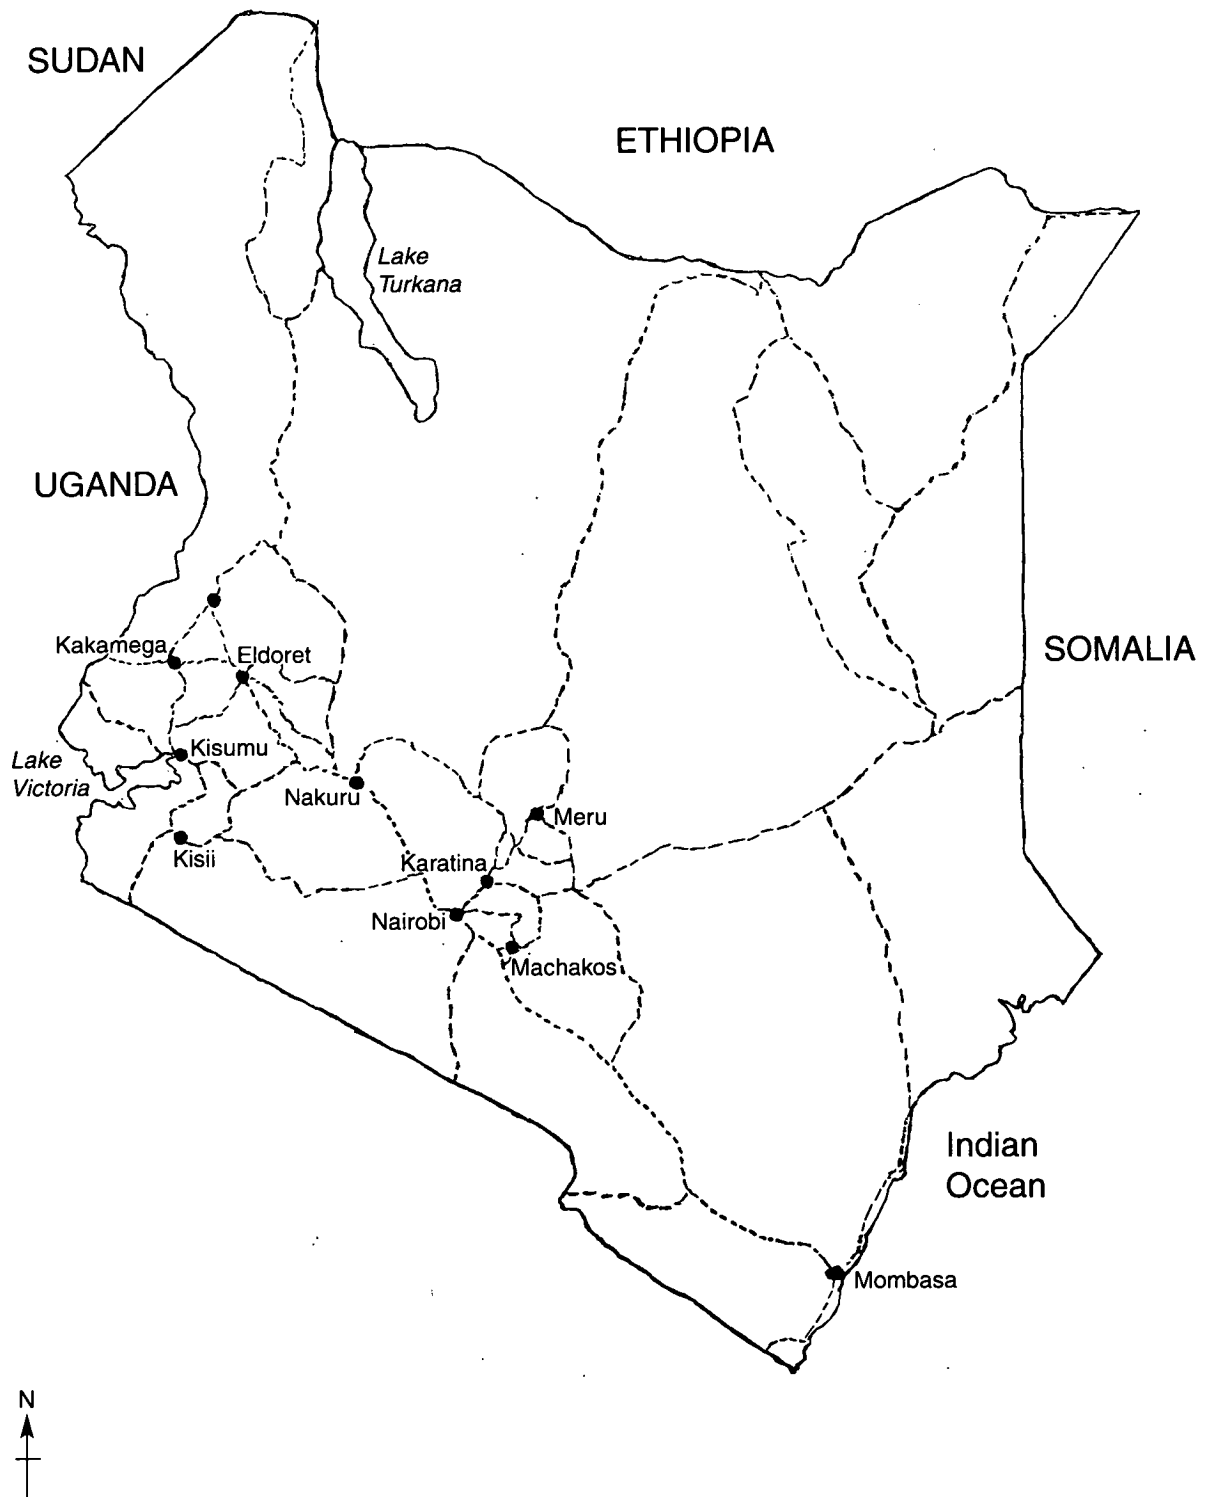 SUDAN
ETHIOPIA
Lake
Turkana
UGANDA
Kakamega
Eldoret
SOMALIA
Kisumu
Lake
Victoria
Nakuru
Meru
Kisii
Karatina
Nairobi
Machakos
Indian
Ocean
Mombasa
N